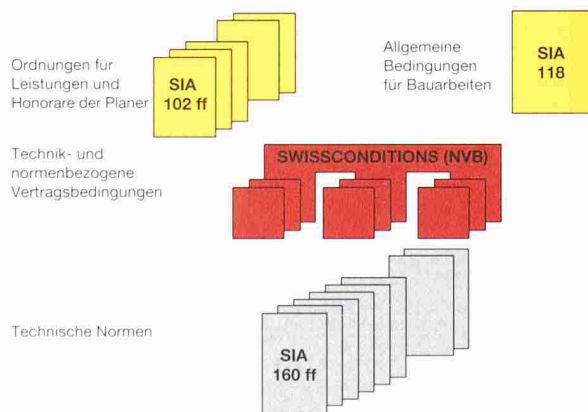 Ordnungen für
Leistungen und
Honorare der Planer
SIA
102 ff
Allgemeine
Bedingungen
für Bauarbeiten
SIA
118
Technik- und
normenbezogene
Vertragsbedingungen
SWISSCONDITIONS (NVB)
Technische Normen
SIA
160 ff